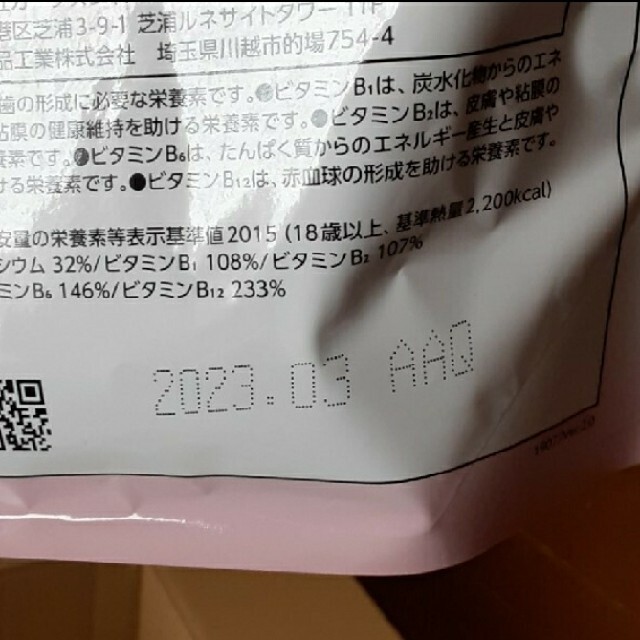 港区芝浦3-9-1 芝浦ルネサイトタワー 11F
品工業株式会社 埼玉県川越市的場754-4
歯の形成に必要な栄養素です。●ビタミンB₁は、炭水化物からのエネ
粘膜の健康維持を助ける栄養素です。●ビタミンB₂は、皮膚や粘膜の
養素です。●ビタミンB₆は、たんぱく質からのエネルギー産生と皮膚や
ける栄養素です。●ビタミンB₁₂は、赤血球の形成を助ける栄養素です。
安量の栄養素等表示基準値2015(18歳以上、基準熱量2,200kcal)
シウム 32%/ビタミンB₁ 108%/ビタミンB₂ 107%
ミンB₆ 146%/ビタミンB₁₂ 233%
2023.03 AAQ